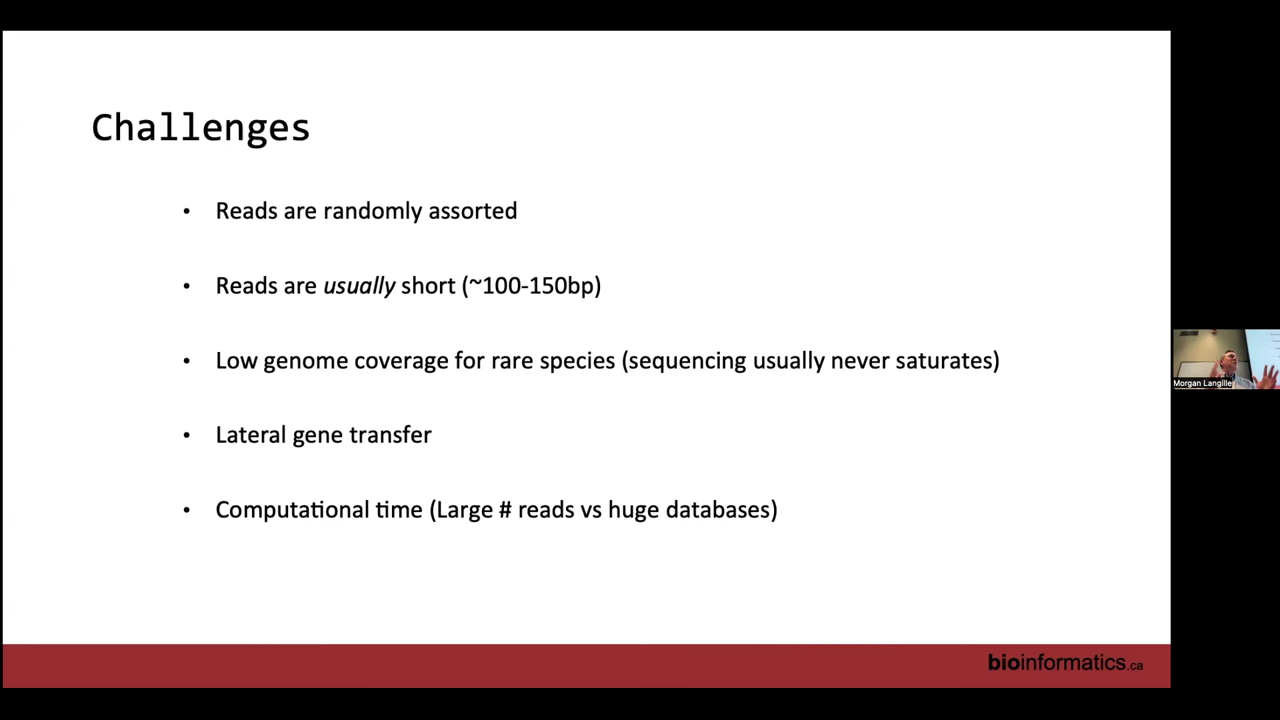 Challenges
• Reads are randomly assorted
• Reads are usually short (~100-150bp)
• Low genome coverage for rare species (sequencing usually never saturates)
• Lateral gene transfer
• Computational time (Large # reads vs huge databases)
Morgan Langille
bioinformatics.ca